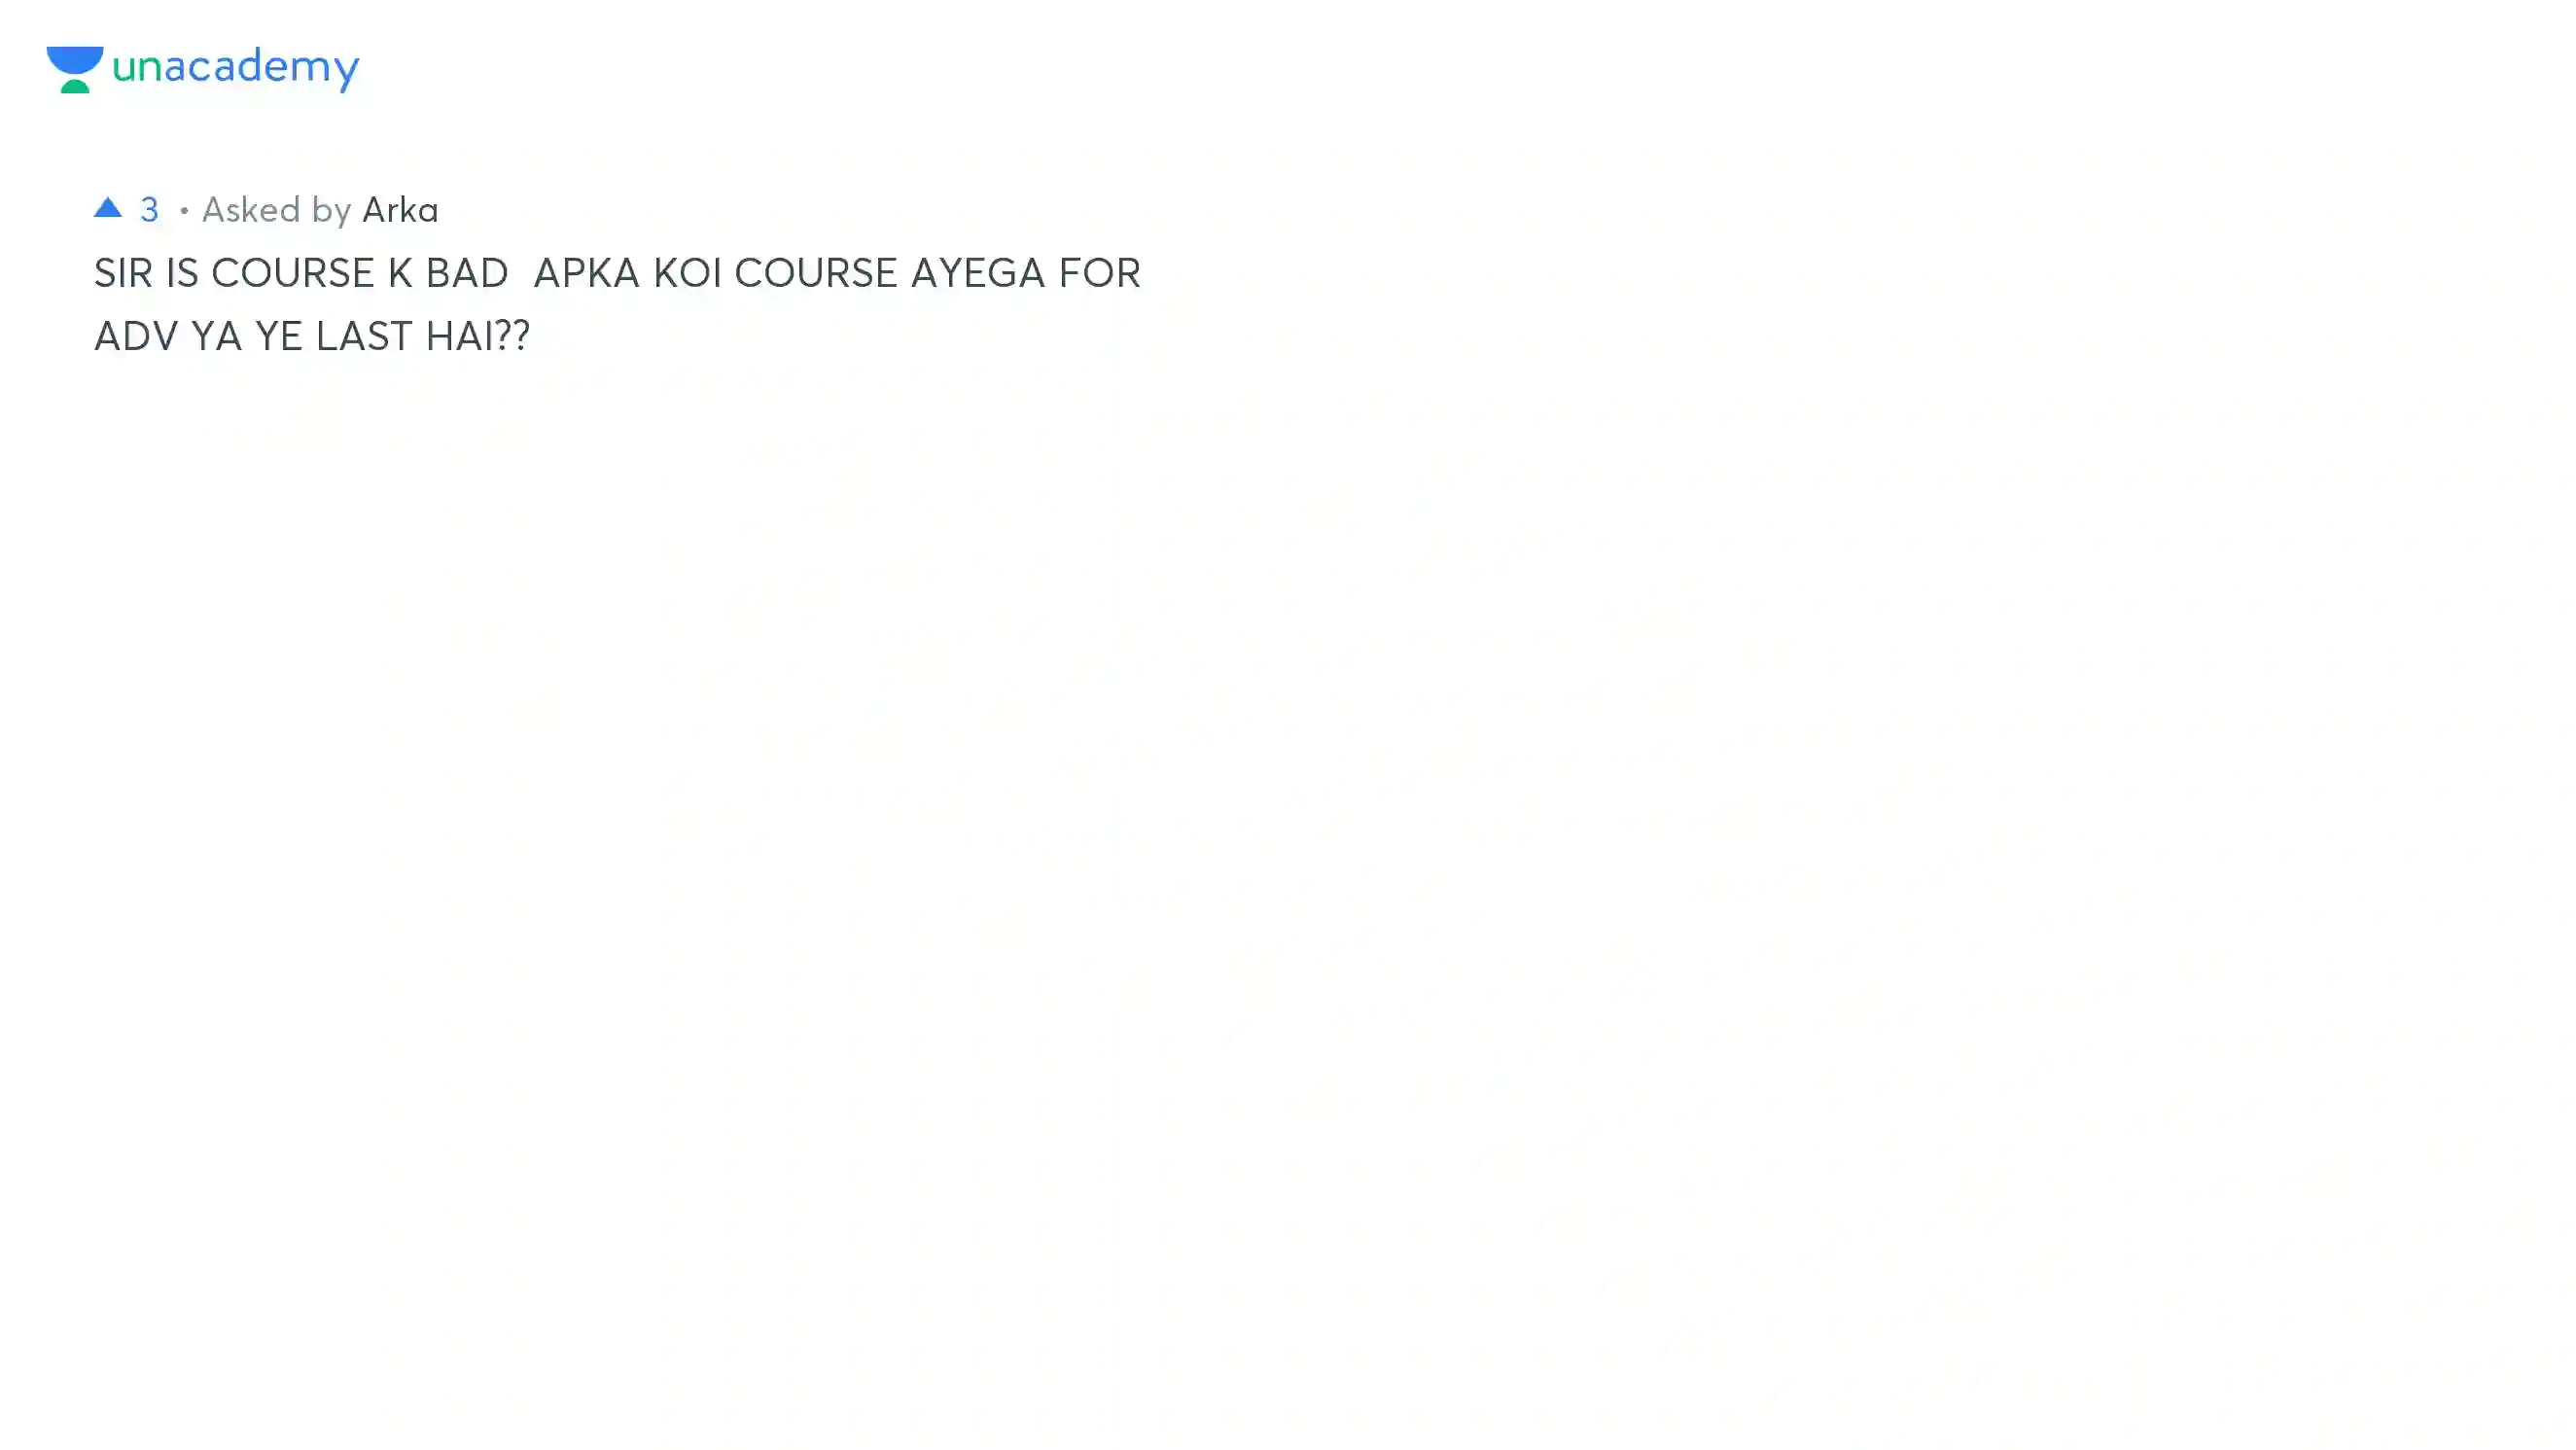 unacademy
▲ 3 • Asked by Arka
SIR IS COURSE K BAD  APKA KOI COURSE AYEGA FOR
ADV YA YE LAST HAI??